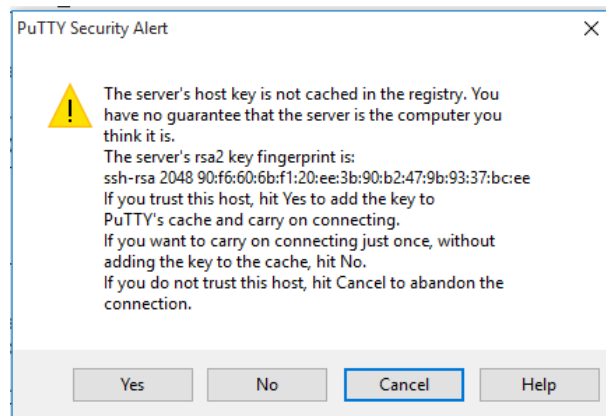 PuTTY Security Alert
The server's host key is not cached in the registry. You
have no guarantee that the server is the computer you
think it is.
The server's rsa2 key fingerprint is:
ssh-rsa 2048 90:f6:60:6b:f1:20:ee:3b:90:b2:47:9b:93:37:bc:ee
If you trust this host, hit Yes to add the key to
PuTTY's cache and carry on connecting.
If you want to carry on connecting just once, without
adding the key to the cache, hit No.
If you do not trust this host, hit Cancel to abandon the
connection.
Yes No Cancel Help